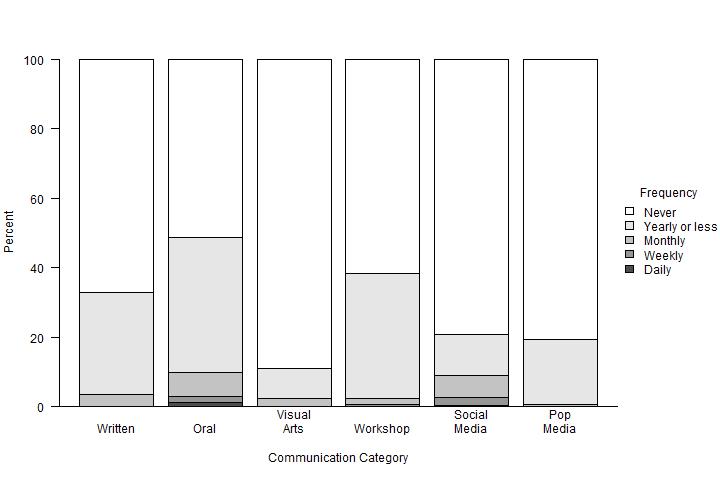 100
80
60
40
20
0
Percent
Written
Oral
Visual
Arts
Workshop
Social
Media
Pop
Media
Communication Category
Frequency
Never
Yearly or less
Monthly
Weekly
Daily